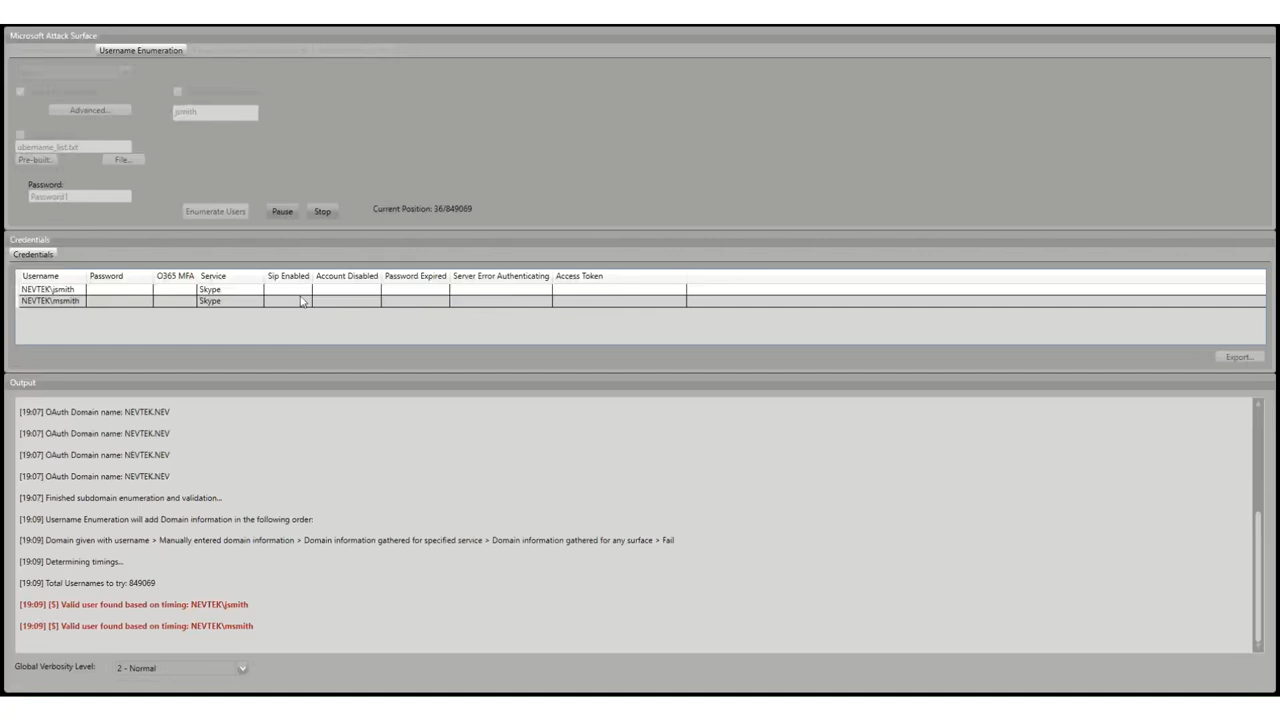 Microsoft Attack Surface
Username Enumeration
Advanced...
jsmith
username_list.txt
Pre-built..
File...
Password:
Password1
Enumerate Users
Pause
Stop
Current Position: 36/849069
Credentials
Credentials
Username Password O365 MFA Service Sip Enabled Account Disabled Password Expired Server Error Authenticating Access Token
NEVTEK\jsmith Skype
NEVTEK\msmith Skype
Export...
Output
[19:07] OAuth Domain name: NEVTEK.NEV
[19:07] OAuth Domain name: NEVTEK.NEV
[19:07] OAuth Domain name: NEVTEK.NEV
[19:07] OAuth Domain name: NEVTEK.NEV
[19:07] Finished subdomain enumeration and validation...
[19:09] Username Enumeration will add Domain information in the following order:
[19:09] Domain given with username > Manually entered domain information > Domain information gathered for specified service > Domain information gathered for any surface > Fail
[19:09] Determining timings...
[19:09] Total Usernames to try: 849069
[19:09] [$] Valid user found based on timing: NEVTEK\jsmith
[19:09] [$] Valid user found based on timing: NEVTEK\msmith
Global Verbosity Level:
2 - Normal